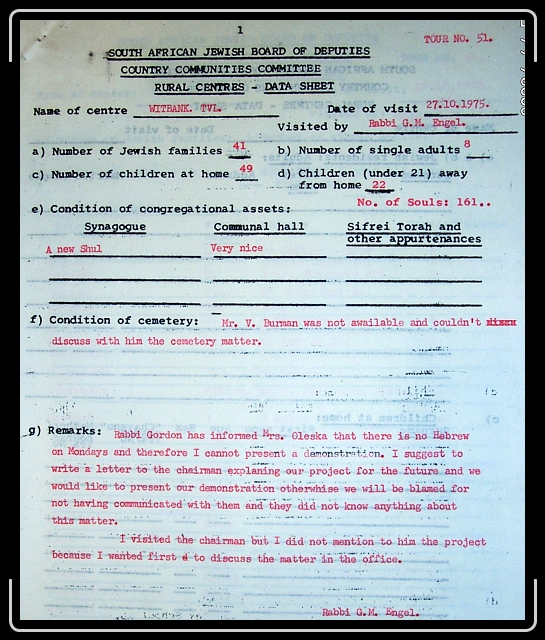 1
TOUR NO. 51.
SOUTH AFRICAN JEWISH BOARD OF DEPUTIES
COUNTRY COMMUNITIES COMMITTEE
RURAL CENTRES - DATA SHEET
Name of centre WITBANK. TVL. Date of visit 27.10.1975.
Visited by Rabbi G.M. Engel.
a) Number of Jewish families 41 b) Number of single adults 8
c) Number of children at home 49 d) Children (under 21) away
from home 22
No. of Souls: 161..
e) Condition of congregational assets:
Synagogue Communal hall Sifrei Torah and
other appurtenances
A new Shul Very nice
f) Condition of cemetery: Mr. V. Burman was not awailable and couldn't
discuss with him the cemetery matter.
g) Remarks: Rabbi Gordon has informed Mrs. Oleska that there is no Hebrew
on Mondays and therefore I cannot present a demonstration. I suggest to
write a letter to the chairman explaning our project for the future and we
would like to present our demonstration otherwhise we will be blamed for
not having communicated with them and they did not know anything about
this matter.
I visited the chairman but I did not mention to him the project
because I wanted first to discuss the matter in the office.
Rabbi G.M. Engel.